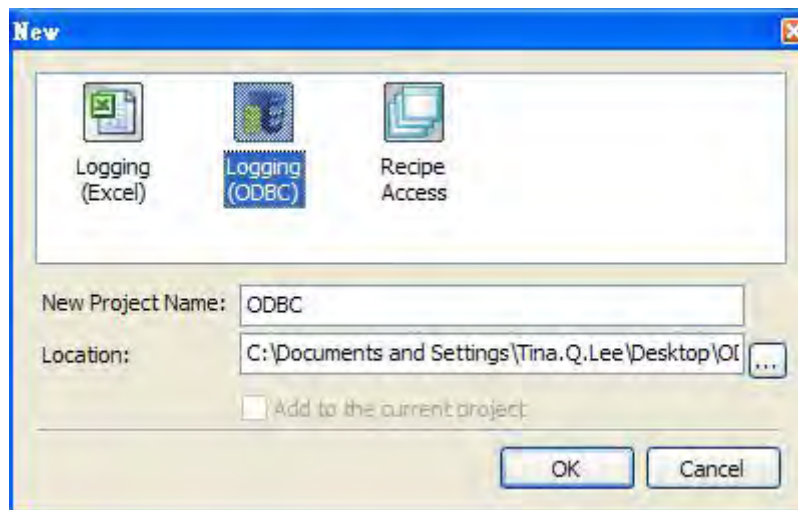 New
Logging
(Excel)
Logging
(ODBC)
Recipe
Access
New Project Name: ODBC
Location: C:\Documents and Settings\Tina.Q.Lee\Desktop\O
...
Add to the current project
OK Cancel